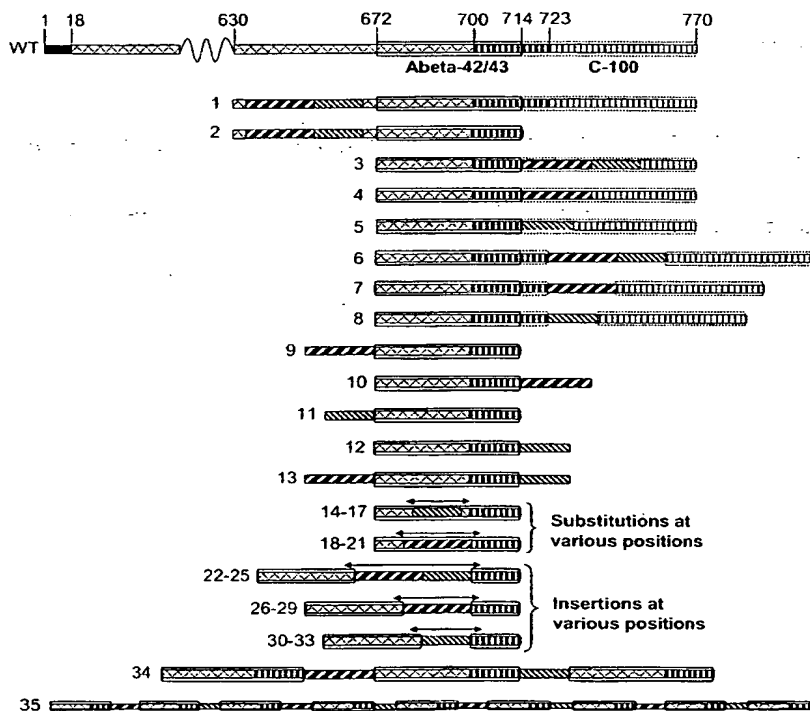 1 18 630 672 700 714 723 770
WT
Abeta-42/43 C-100
1
2
3
4
5
6
7
8
9
10
11
12
13
14-17
18-21
Substitutions at
various positions
22-25
26-29
30-33
Insertions at
various positions
34
35